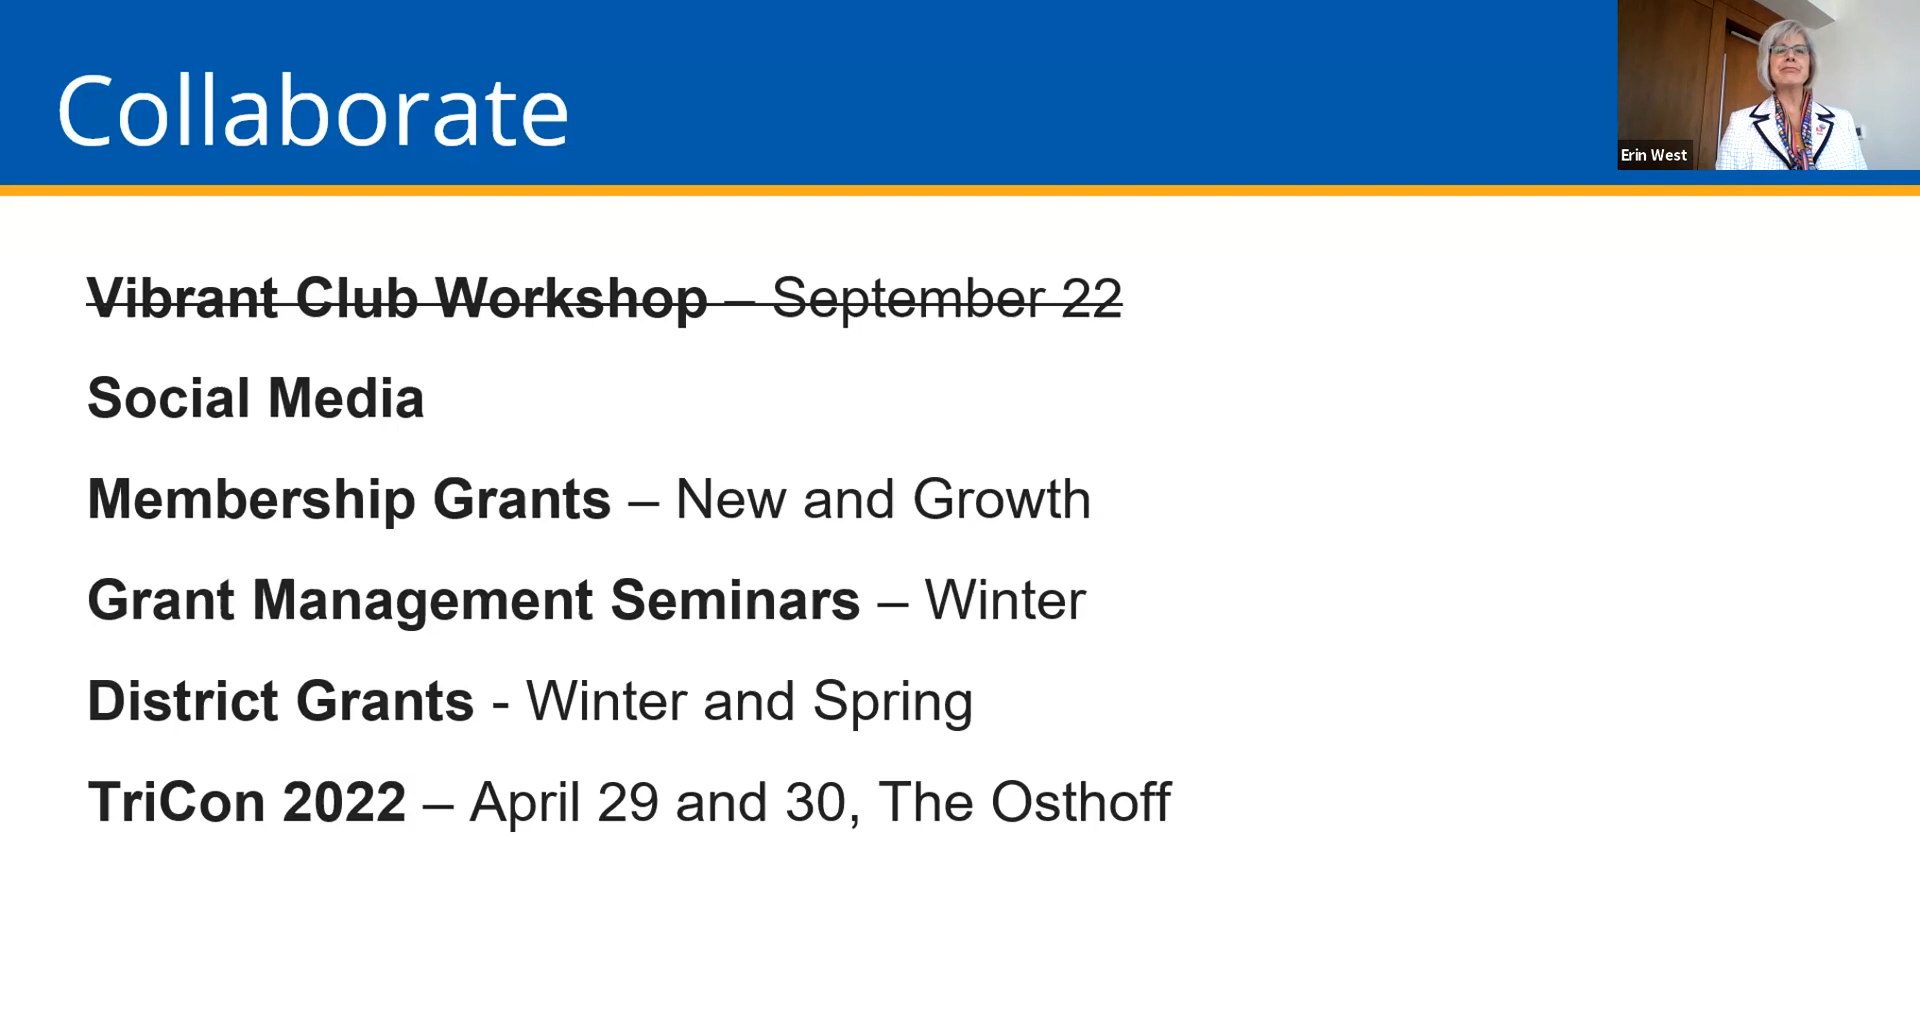 Collaborate
Erin West
Vibrant Club Workshop – September 22
Social Media
Membership Grants – New and Growth
Grant Management Seminars – Winter
District Grants - Winter and Spring
TriCon 2022 – April 29 and 30, The Osthoff